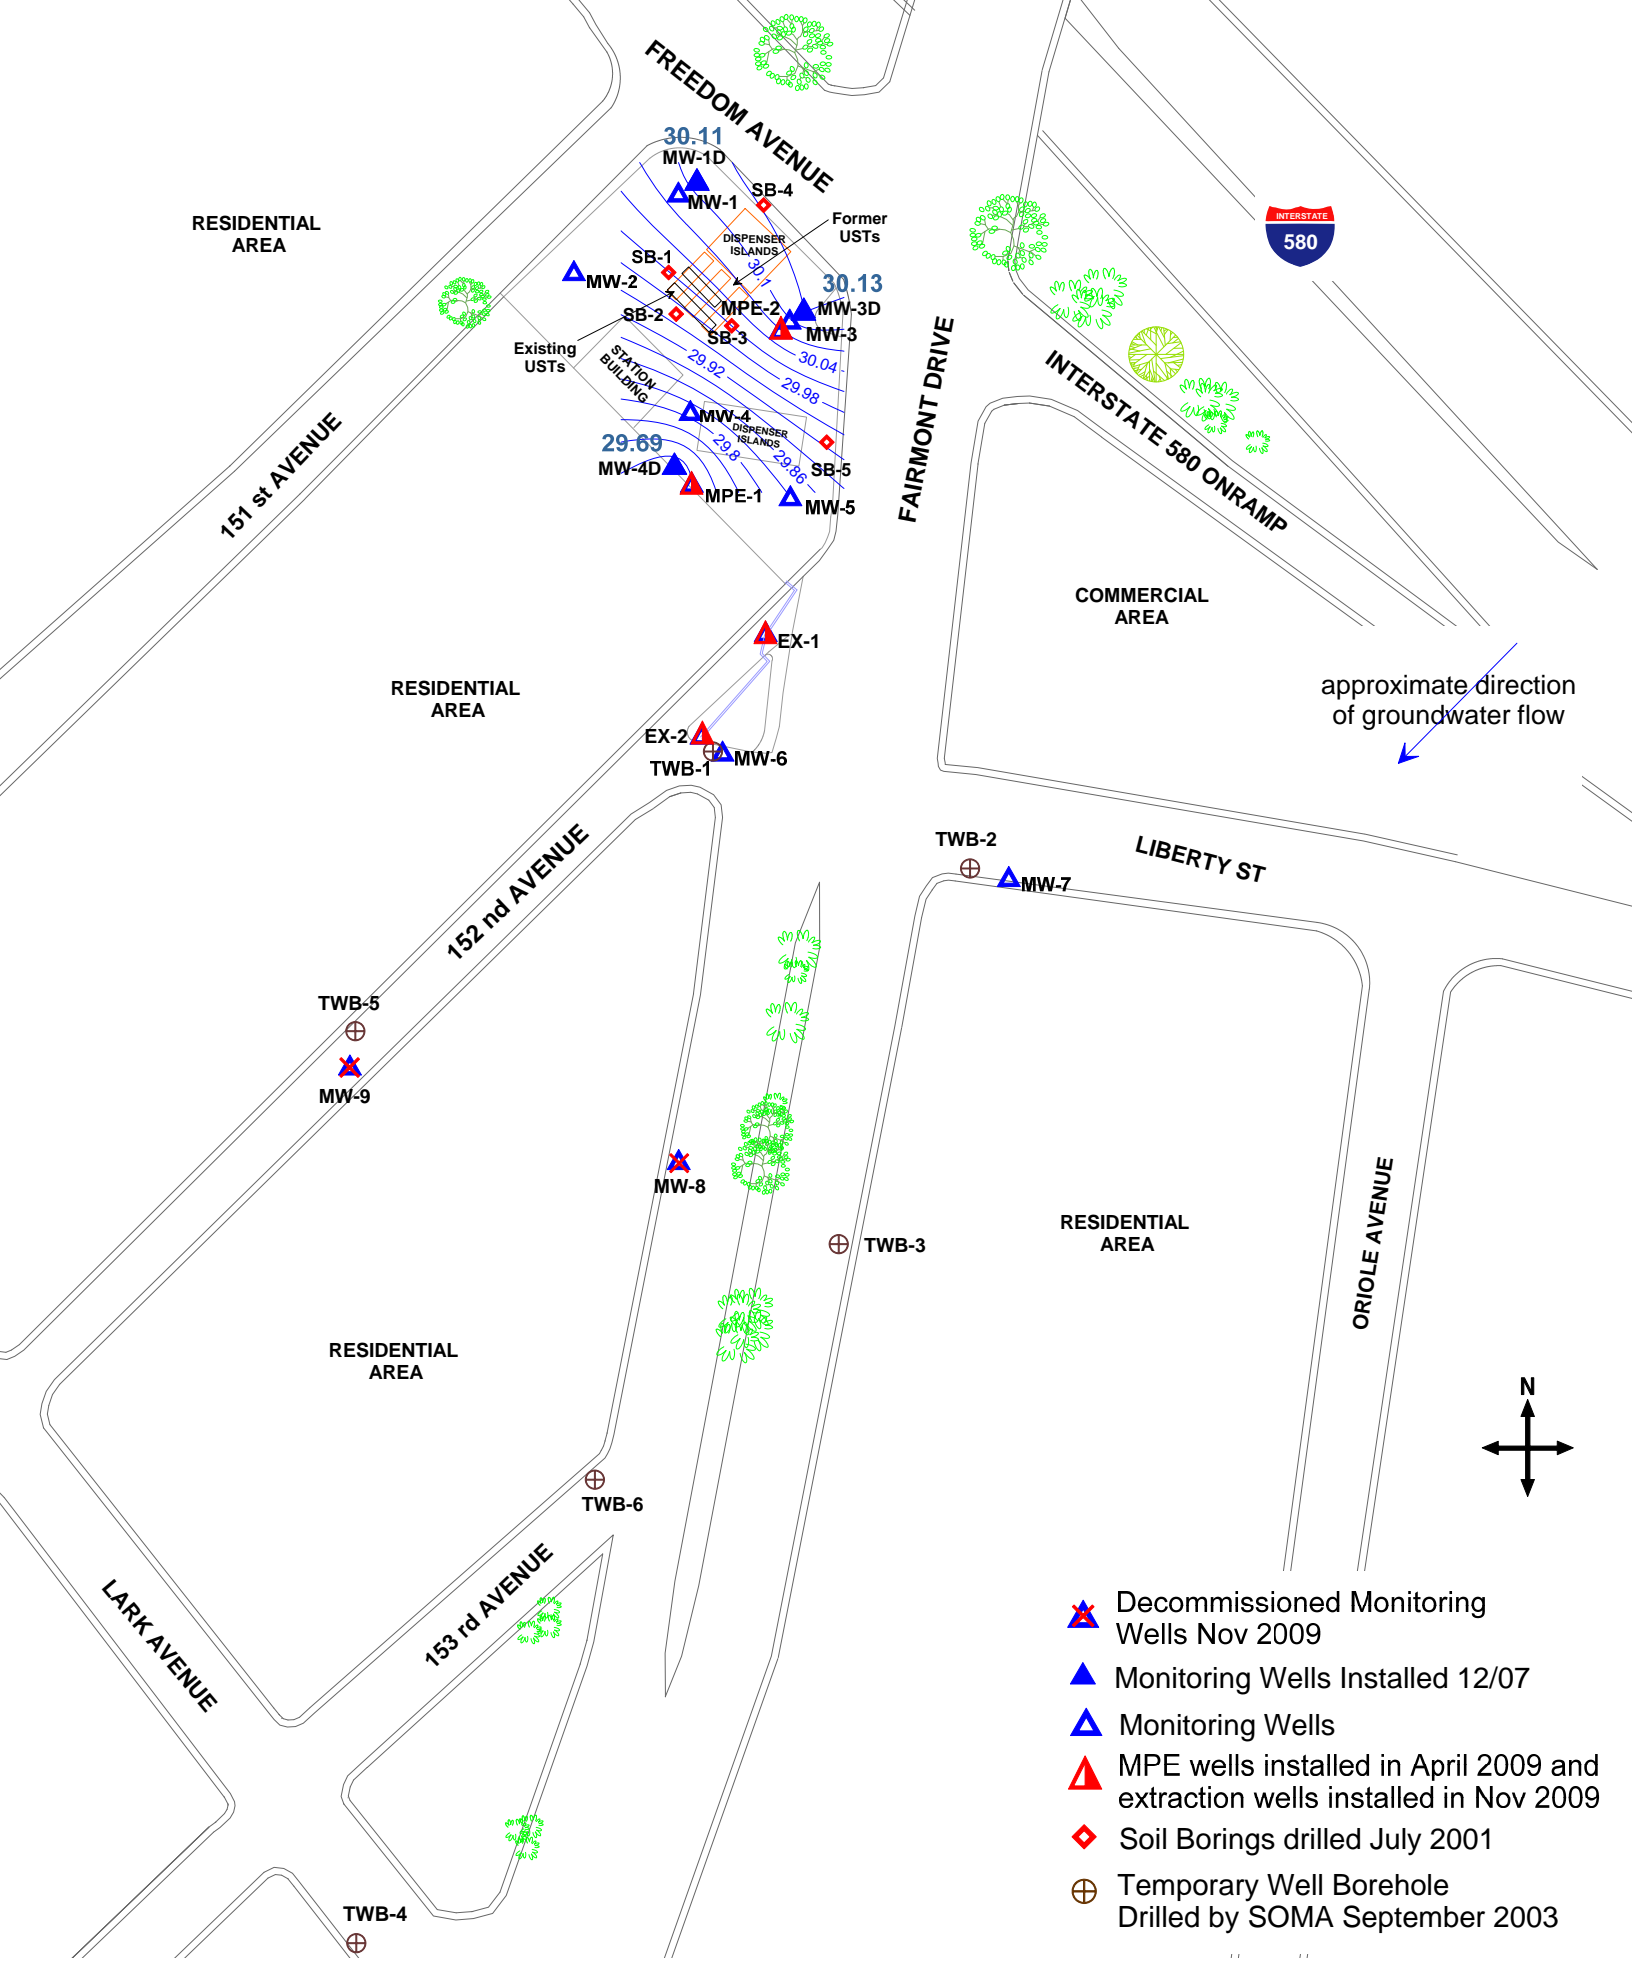 FREEDOM AVENUE
30.11
MW-1D
MW-1
SB-4
RESIDENTIAL
AREA
Former
USTs
DISPENSER
ISLANDS
INTERSTATE
580
SB-1
30.1
MW-2
30.13
MW-3D
MPE-2
SB-2
SB-3
MW-3
Existing
USTs
STATION
BUILDING
29.92
30.04
29.98
FAIRMONT DRIVE
INTERSTATE 580 ONRAMP
MW-4
DISPENSER
ISLANDS
29.69
29.8
29.86
MW-4D
SB-5
MPE-1
MW-5
151 st AVENUE
COMMERCIAL
AREA
EX-1
RESIDENTIAL
AREA
approximate direction
of groundwater flow
EX-2
TWB-1
MW-6
152 nd AVENUE
TWB-2
LIBERTY ST
MW-7
TWB-5
MW-9
MW-8
TWB-3
RESIDENTIAL
AREA
ORIOLE AVENUE
RESIDENTIAL
AREA
N
TWB-6
LARK AVENUE
153 rd AVENUE
TWB-4
Decommissioned Monitoring
Wells Nov 2009
Monitoring Wells Installed 12/07
Monitoring Wells
MPE wells installed in April 2009 and
extraction wells installed in Nov 2009
Soil Borings drilled July 2001
Temporary Well Borehole
Drilled by SOMA September 2003